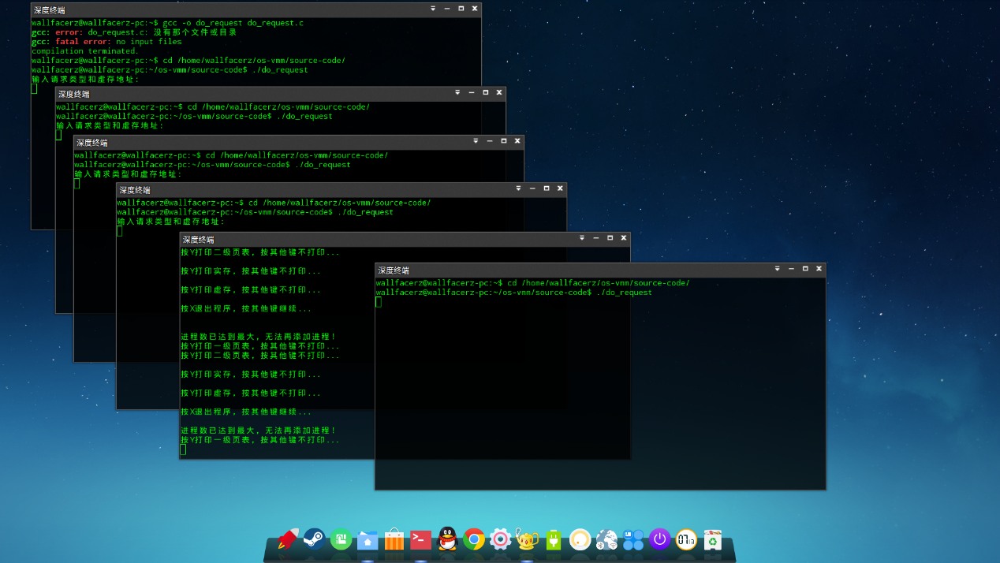 深度终端
wallfacerz@wallfacerz-pc:~$ gcc -o do_request do_request.c
gcc: error: do_request.c: 没有那个文件或目录
gcc: fatal error: no input files
compilation terminated.
wallfacerz@wallfacerz-pc:~$ cd /home/wallfacerz/os-vmm/source-code/
wallfacerz@wallfacerz-pc:~/os-vmm/source-code$ ./do_request
输入请求类型和虚存地址:
深度终端
wallfacerz@wallfacerz-pc:~$ cd /home/wallfacerz/os-vmm/source-code/
wallfacerz@wallfacerz-pc:~/os-vmm/source-code$ ./do_request
输入请求类型和虚存地址:
深度终端
wallfacerz@wallfacerz-pc:~$ cd /home/wallfacerz/os-vmm/source-code/
wallfacerz@wallfacerz-pc:~/os-vmm/source-code$ ./do_request
输入请求类型和虚存地址:
深度终端
wallfacerz@wallfacerz-pc:~$ cd /home/wallfacerz/os-vmm/source-code/
wallfacerz@wallfacerz-pc:~/os-vmm/source-code$ ./do_request
输入请求类型和虚存地址:
深度终端
按Y打印二级页表, 按其他键不打印...
按Y打印实存, 按其他键不打印...
按Y打印虚存, 按其他键不打印...
按X退出程序, 按其他键继续...
进程数已达到最大, 无法再添加进程!
按Y打印一级页表, 按其他键不打印...
按Y打印二级页表, 按其他键不打印...
按Y打印实存, 按其他键不打印...
按Y打印虚存, 按其他键不打印...
按X退出程序, 按其他键继续...
进程数已达到最大, 无法再添加进程!
按Y打印一级页表, 按其他键不打印...
深度终端
wallfacerz@wallfacerz-pc:~$ cd /home/wallfacerz/os-vmm/source-code/
wallfacerz@wallfacerz-pc:~/os-vmm/source-code$ ./do_request
07:13